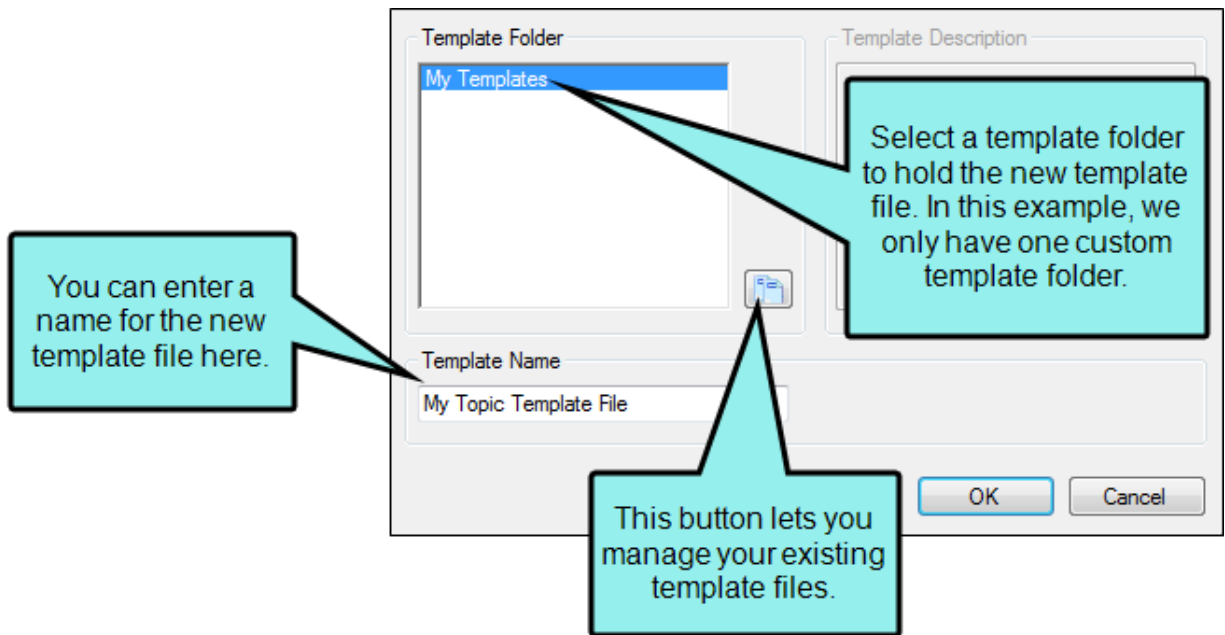 Template Folder
Template Description
My Templates
Select a template folder
to hold the new template
file. In this example, we
only have one custom
template folder.
You can enter a
name for the new
template file here.
Template Name
My Topic Template File
OK
Cancel
This button lets you
manage your existing
template files.